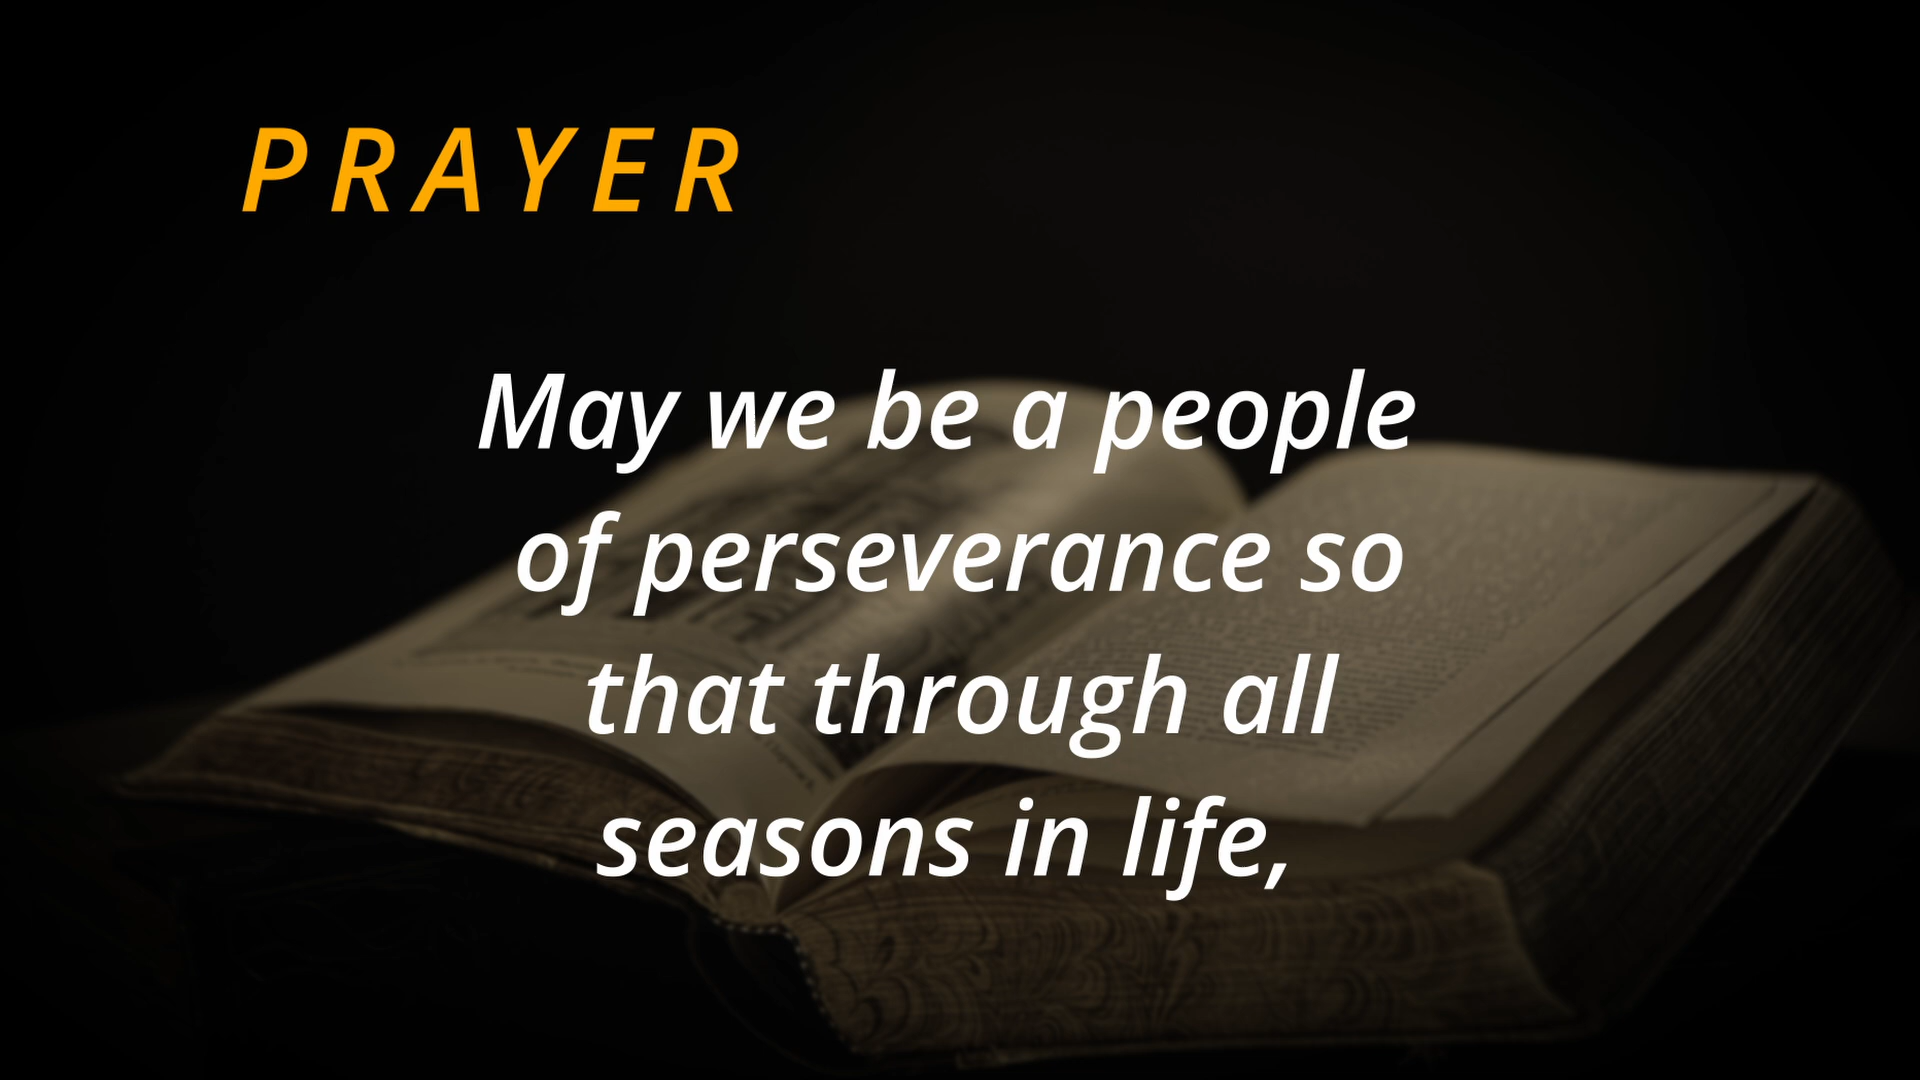 PRAYER
May we be a people
of perseverance so
that through all
seasons in life,